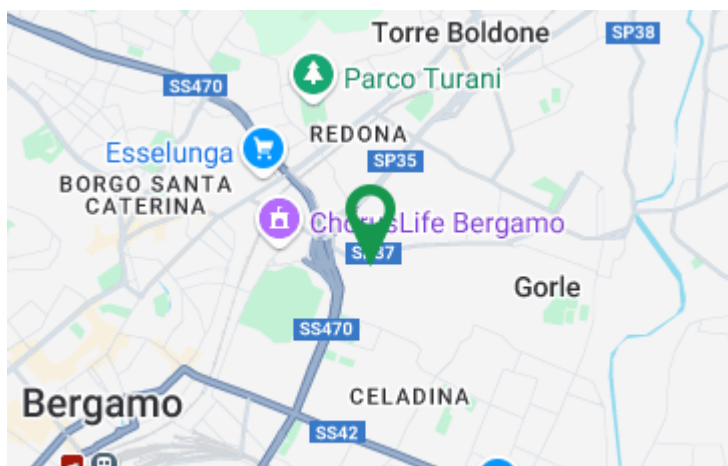 Torre Boldone
SP38
SS470
Parco Turani
REDONA
Esselunga
SP35
BORGO SANTA
CATERINA
ChorusLife Bergamo
SP37
Gorle
SS470
CELADINA
Bergamo
SS42